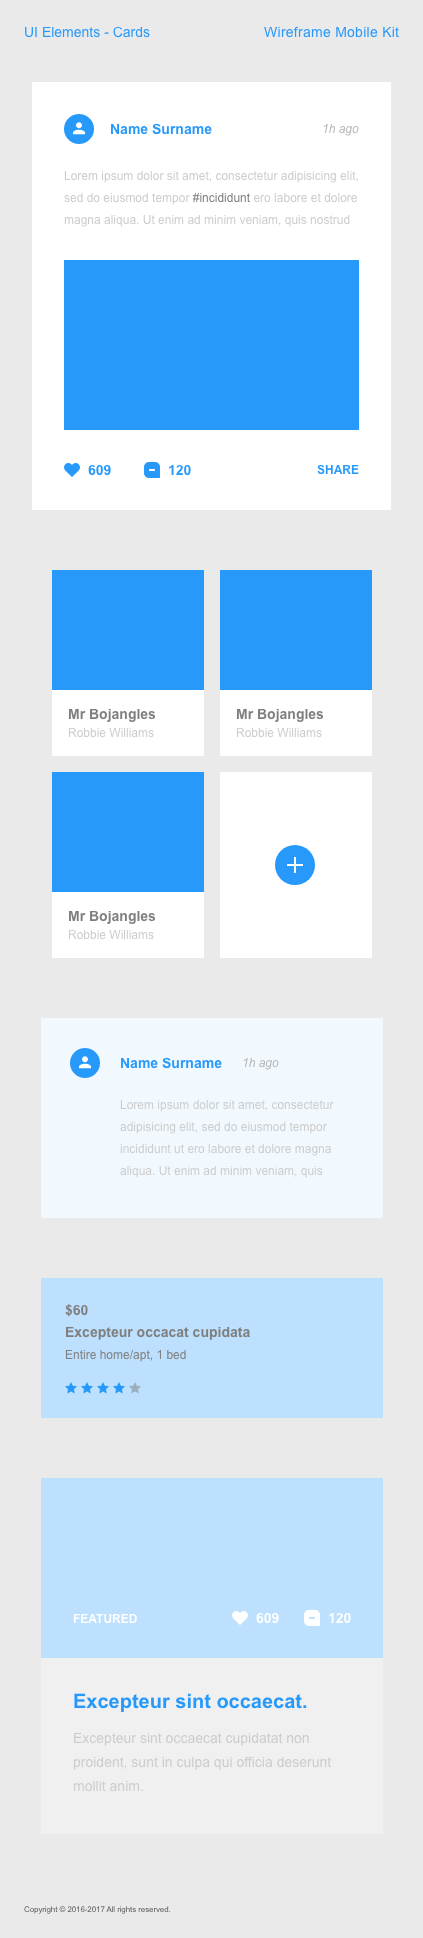 UI Elements - Cards
Wireframe Mobile Kit
Name Surname
1h ago
Lorem ipsum dolor sit amet, consectetur adipisicing elit,
sed do eiusmod tempor #incididunt ero labore et dolore
magna aliqua. Ut enim ad minim veniam, quis nostrud
609
120
SHARE
Mr Bojangles
Robbie Williams
Mr Bojangles
Robbie Williams
Mr Bojangles
Robbie Williams
Name Surname
1h ago
Lorem ipsum dolor sit amet, consectetur
adipisicing elit, sed do eiusmod tempor
incididunt ut ero labore et dolore magna
aliqua. Ut enim ad minim veniam, quis
$60
Excepteur occacat cupidata
Entire home/apt, 1 bed
FEATURED
609
120
Excepteur sint occaecat.
Excepteur sint occaecat cupidatat non
proident, sunt in culpa qui officia deserunt
mollit anim.
Copyright © 2016-2017 All rights reserved.